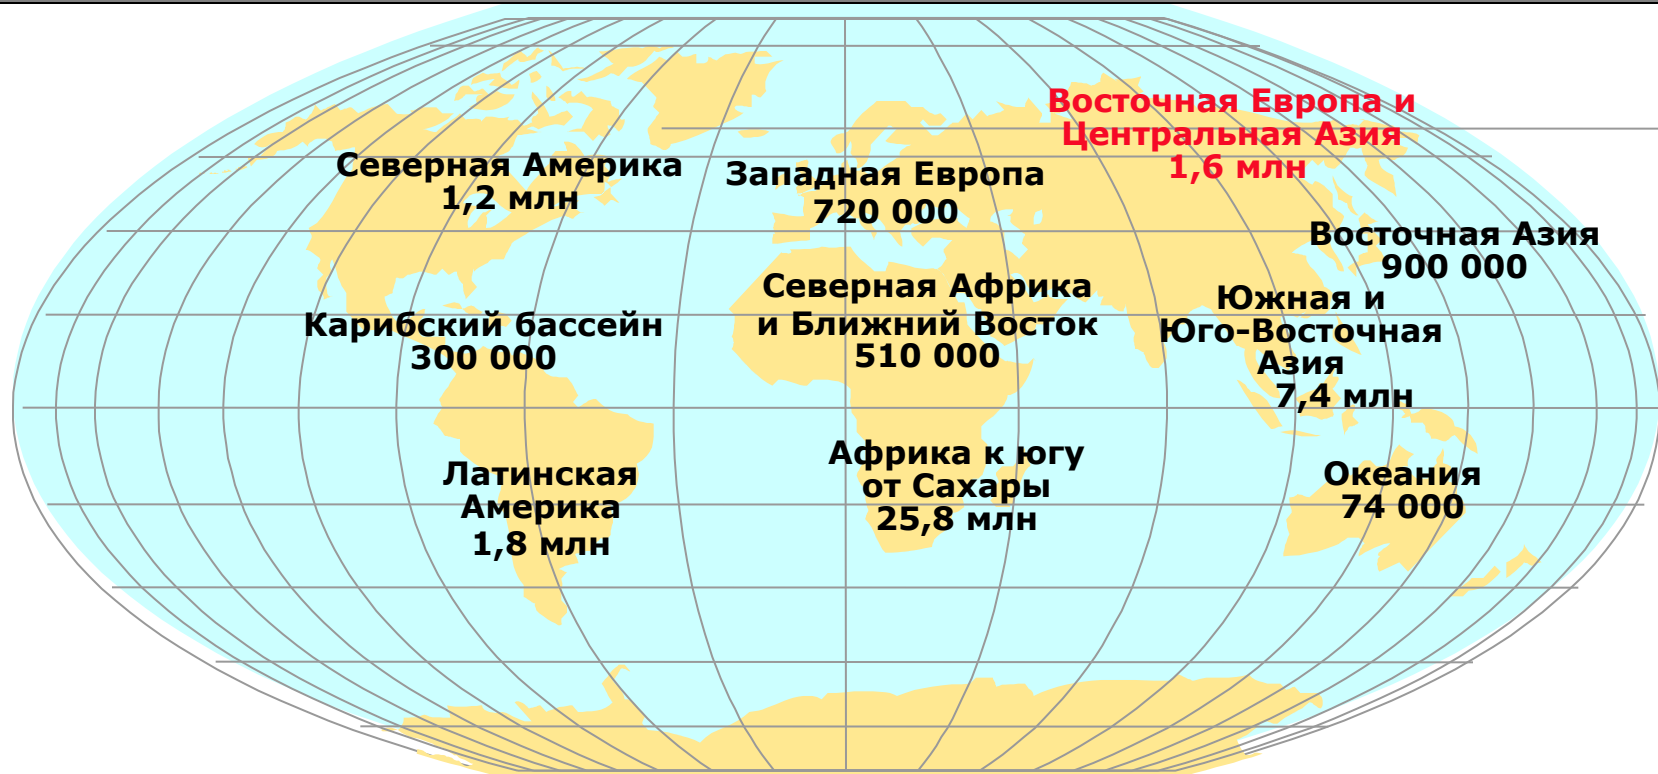 Восточная Европа и
Центральная Азия
1,6 млн
Северная Америка
1,2 млн
Западная Европа
720 000
Восточная Азия
900 000
Северная Африка
и Ближний Восток
510 000
Южная и
Юго-Восточная
Азия
7,4 млн
Карибский бассейн
300 000
Африка к югу
от Сахары
25,8 млн
Латинская
Америка
1,8 млн
Океания
74 000